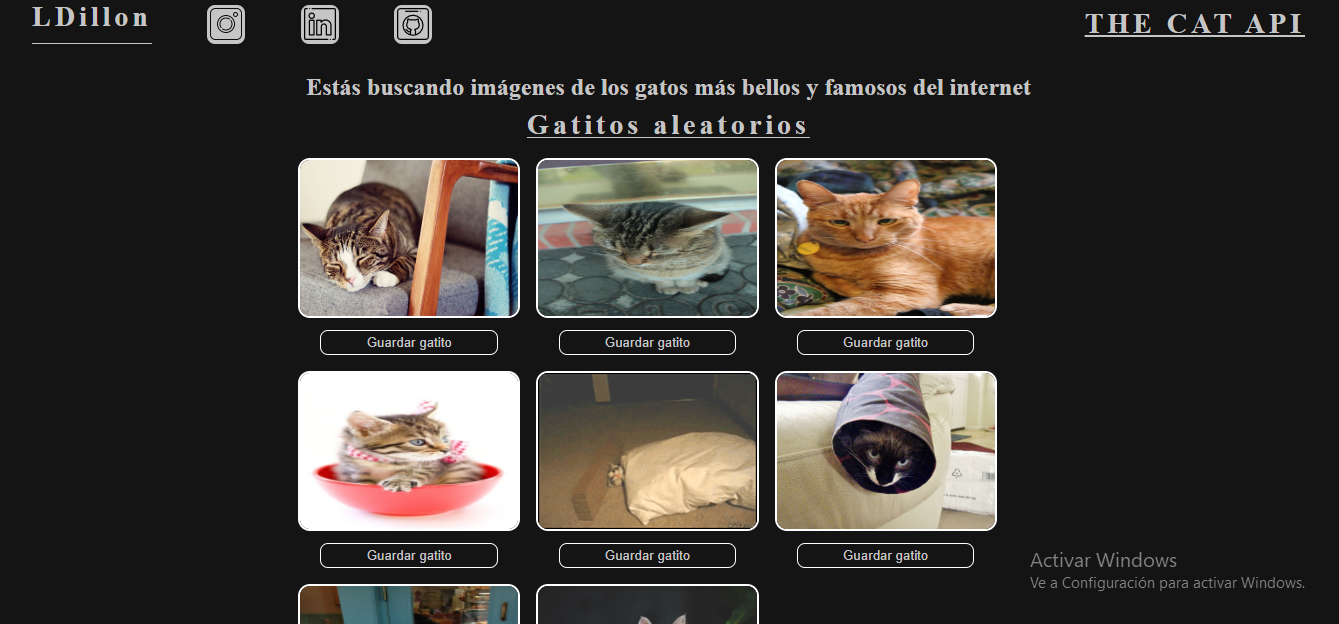 LDillon
THE CAT API
Estás buscando imágenes de los gatos más bellos y famosos del internet
Gatitos aleatorios
Guardar gatito
Guardar gatito
Guardar gatito
Guardar gatito
Guardar gatito
Guardar gatito
Activar Windows
Ve a Configuración para activar Windows.